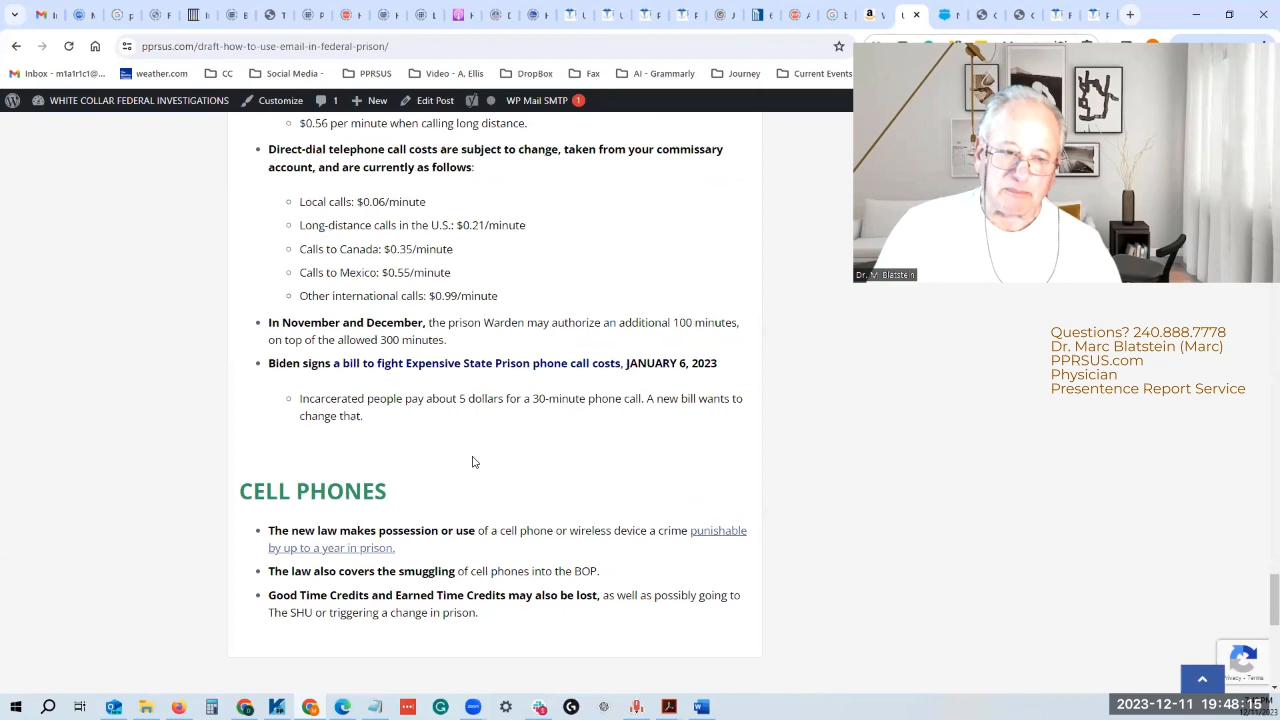 pprsus.com/draft-how-to-use-email-in-federal-prison/
Inbox - m1a1r1c1@... weather.com CC Social Media - PPRSUS Video - A, Ellis DropBox Fax AI - Grammarly Journey Current Events
WHITE COLLAR FEDERAL INVESTIGATIONS Customize 1 New Edit Post WP Mail SMTP 1
$0.56 per minute when calling long distance.
Direct-dial telephone call costs are subject to change, taken from your commissary
account, and are currently as follows:
Local calls: $0.06/minute
Long-distance calls in the U.S.: $0.21/minute
Calls to Canada: $0.35/minute
Calls to Mexico: $0.55/minute
Other international calls: $0.99/minute
In November and December, the prison Warden may authorize an additional 100 minutes,
on top of the allowed 300 minutes.
Biden signs a bill to fight Expensive State Prison phone call costs, JANUARY 6, 2023
Incarcerated people pay about 5 dollars for a 30-minute phone call. A new bill wants to
change that.
CELL PHONES
The new law makes possession or use of a cell phone or wireless device a crime punishable
by up to a year in prison.
The law also covers the smuggling of cell phones into the BOP.
Good Time Credits and Earned Time Credits may also be lost, as well as possibly going to
The SHU or triggering a change in prison.
Dr. M. Blatstein
Questions? 240.888.7778
Dr. Marc Blatstein (Marc)
PPRSUS.com
Physician
Presentence Report Service
Privacy - Terms
2023-12-11 19:48:15
12/11/2023